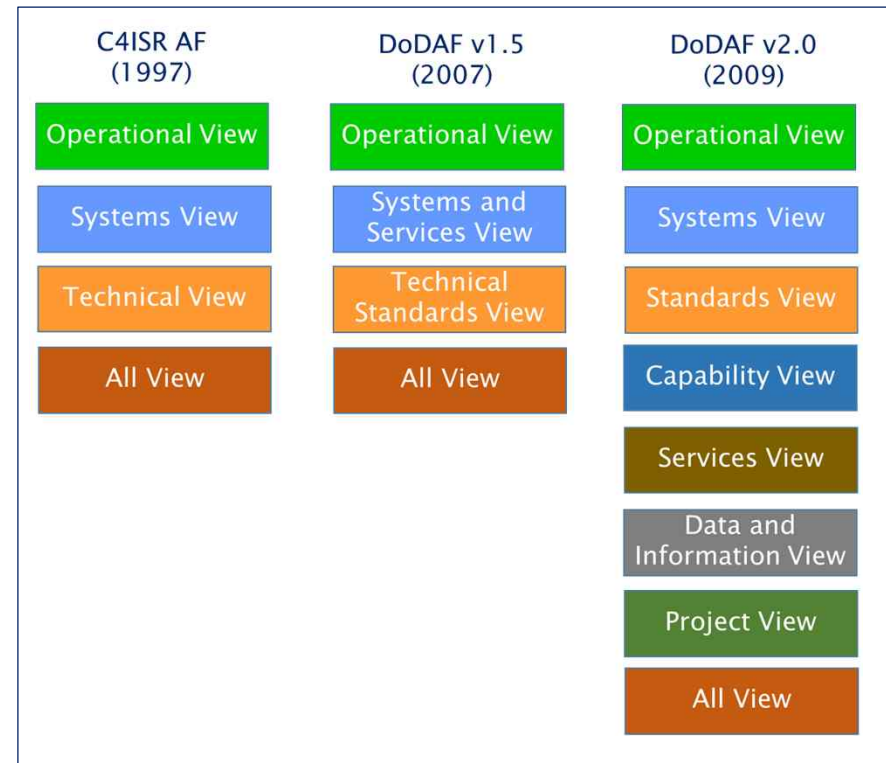 C4ISR AF
(1997)
Operational View
Systems View
Technical View
All View
DoDAF v1.5
(2007)
Operational View
Systems and
Services View
Technical
Standards View
All View
DoDAF v2.0
(2009)
Operational View
Systems View
Standards View
Capability View
Services View
Data and
Information View
Project View
All View